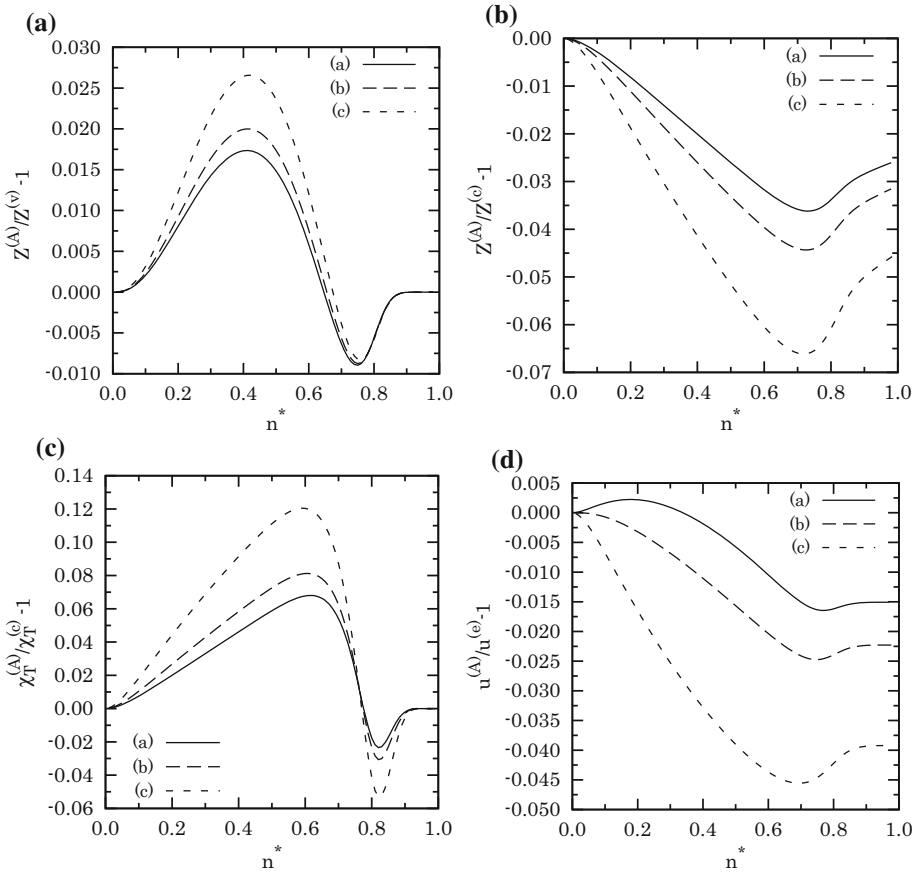 (a)
0.030
0.025
0.020
0.015
0.010
0.005
0.000
-0.005
-0.010
Z^(A)/Z^(v) -1
(a)
(b)
(c)
0.0 0.2 0.4 0.6 0.8 1.0
n*
(b)
0.00
-0.01
-0.02
-0.03
-0.04
-0.05
-0.06
-0.07
Z^(A)/Z^(c) -1
(a)
(b)
(c)
0.0 0.2 0.4 0.6 0.8 1.0
n*
(c)
0.14
0.12
0.10
0.08
0.06
0.04
0.02
0.00
-0.02
-0.04
-0.06
χ_T^(A)/χ_T^(c) -1
(a)
(b)
(c)
0.0 0.2 0.4 0.6 0.8 1.0
n*
(d)
0.005
0.000
-0.005
-0.010
-0.015
-0.020
-0.025
-0.030
-0.035
-0.040
-0.045
-0.050
u^(A)/u^(e) -1
(a)
(b)
(c)
0.0 0.2 0.4 0.6 0.8 1.0
n*